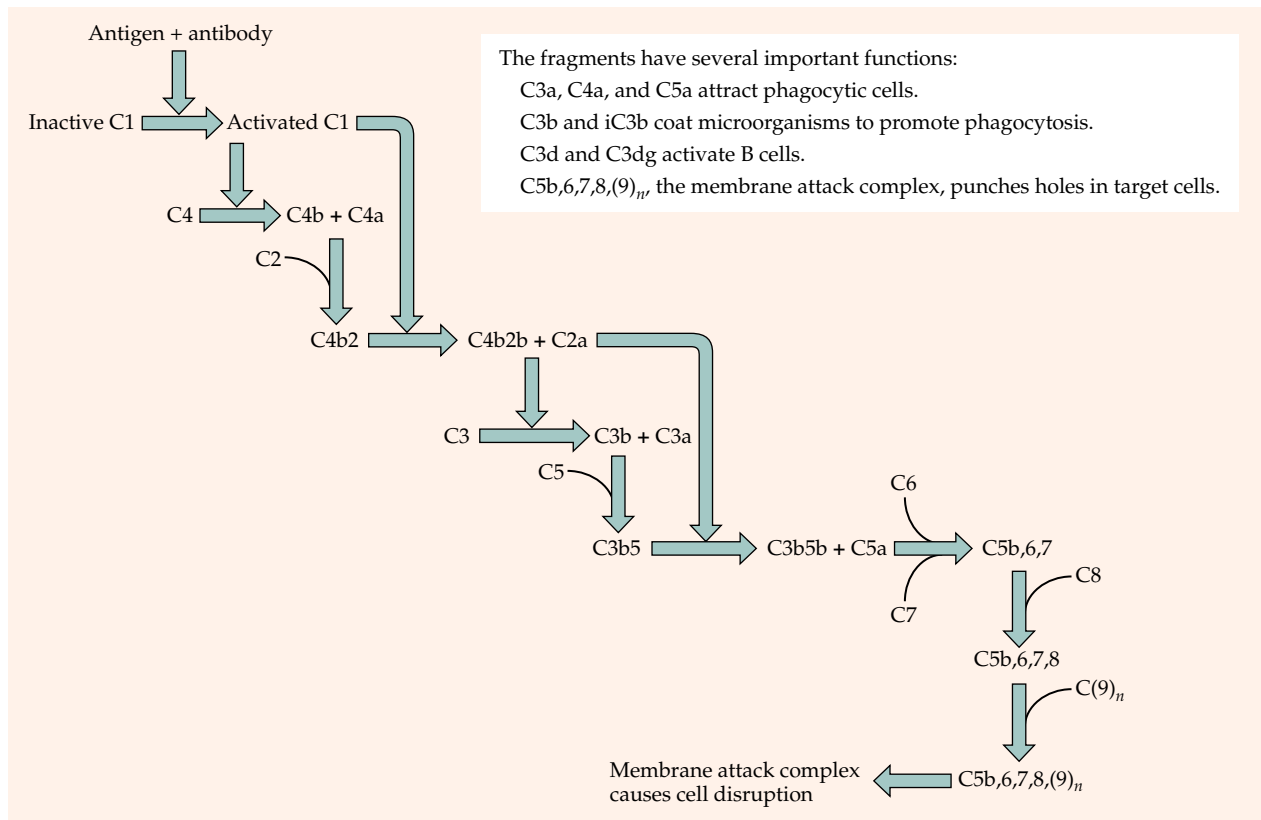 Antigen + antibody
The fragments have several important functions:
C3a, C4a, and C5a attract phagocytic cells.
C3b and iC3b coat microorganisms to promote phagocytosis.
C3d and C3dg activate B cells.
C5b,6,7,8,(9)n, the membrane attack complex, punches holes in target cells.
Inactive C1
Activated C1
C4
C4b + C4a
C2
C4b2
C4b2b + C2a
C3
C3b + C3a
C5
C3b5
C3b5b + C5a
C6
C7
C5b,6,7
C8
C5b,6,7,8
C(9)n
C5b,6,7,8,(9)n
Membrane attack complex
causes cell disruption